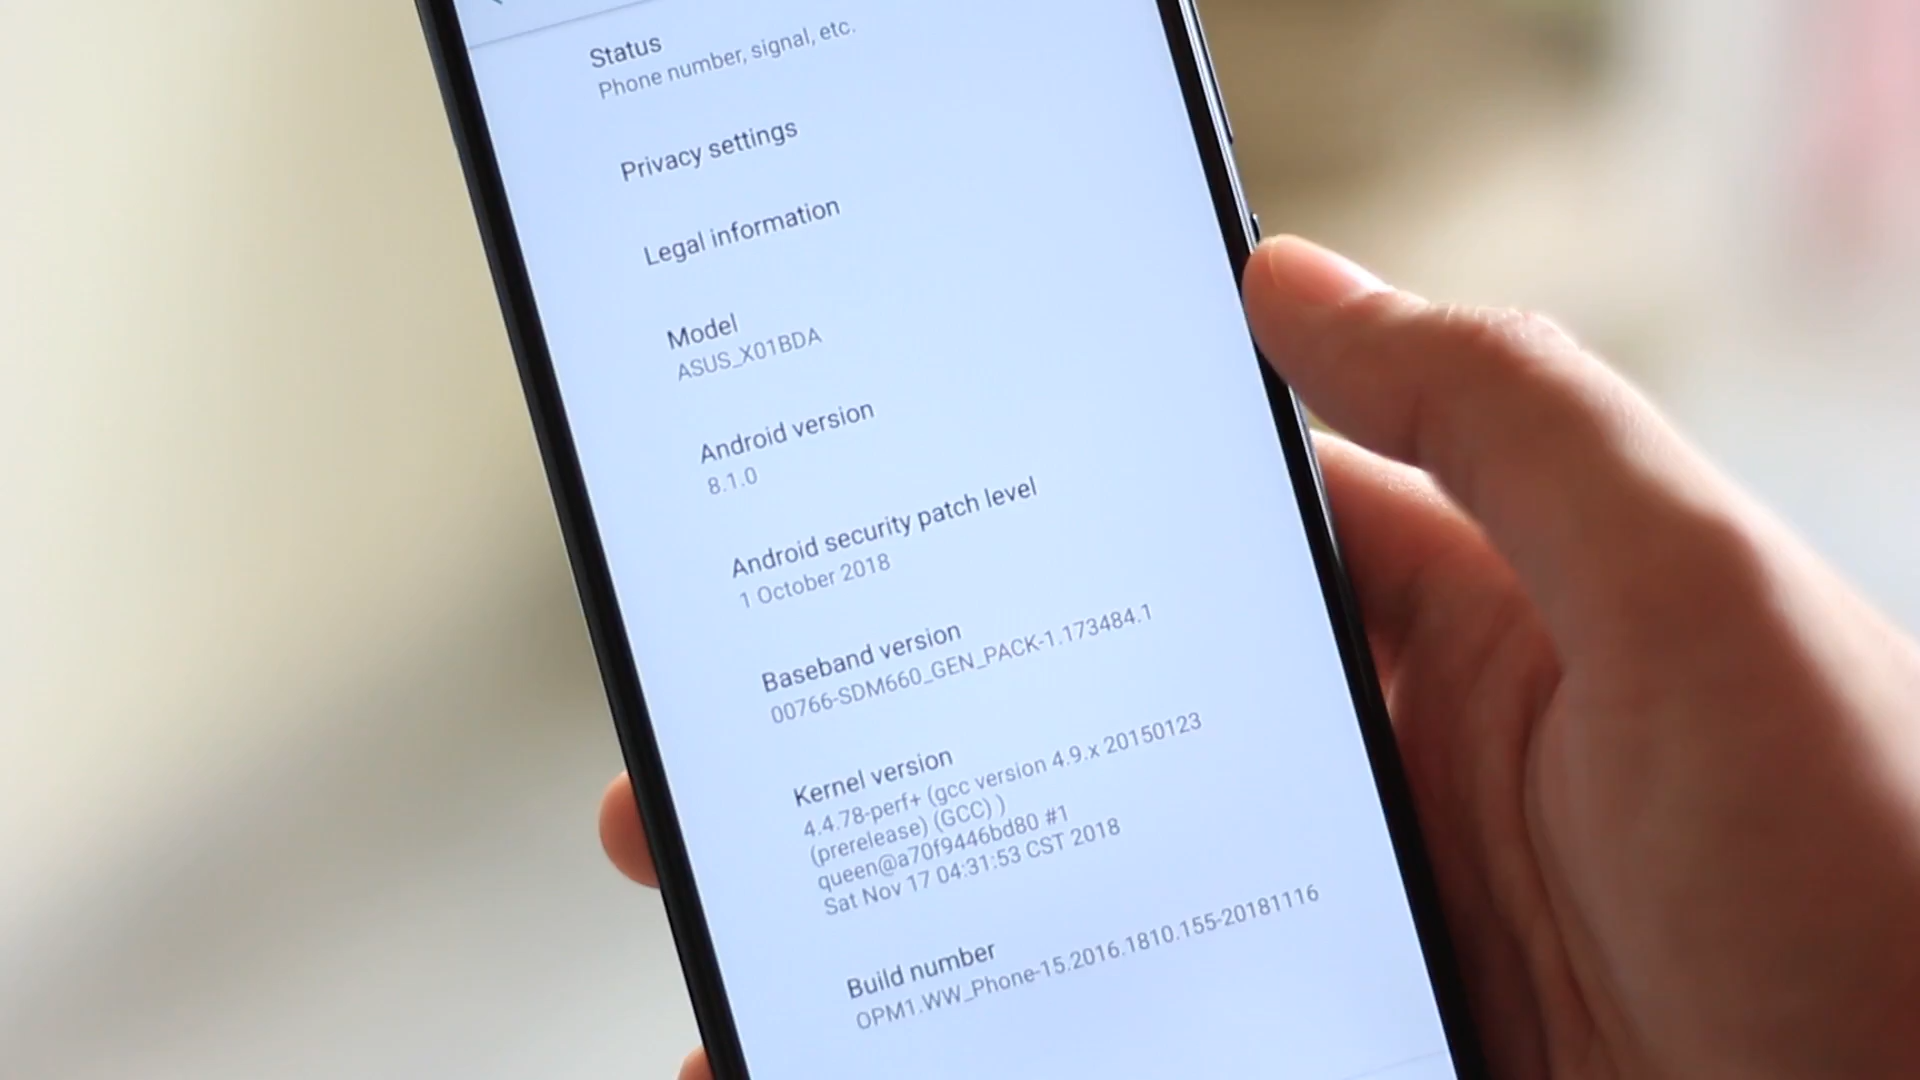 Status
Phone number, signal, etc.
Privacy settings
Legal information
Model
ASUS_X01BDA
Android version
8.1.0
Android security patch level
1 October 2018
Baseband version
00766-SDM660_GEN_PACK-1.173484.1
Kernel version
4.4.78-perf+ (gcc version 4.9.x 20150123
(prerelease) (GCC) )
queen@a70f9446bd80 #1
Sat Nov 17 04:31:53 CST 2018
Build number
OPM1.WW_Phone-15.2016.1810.155-20181116